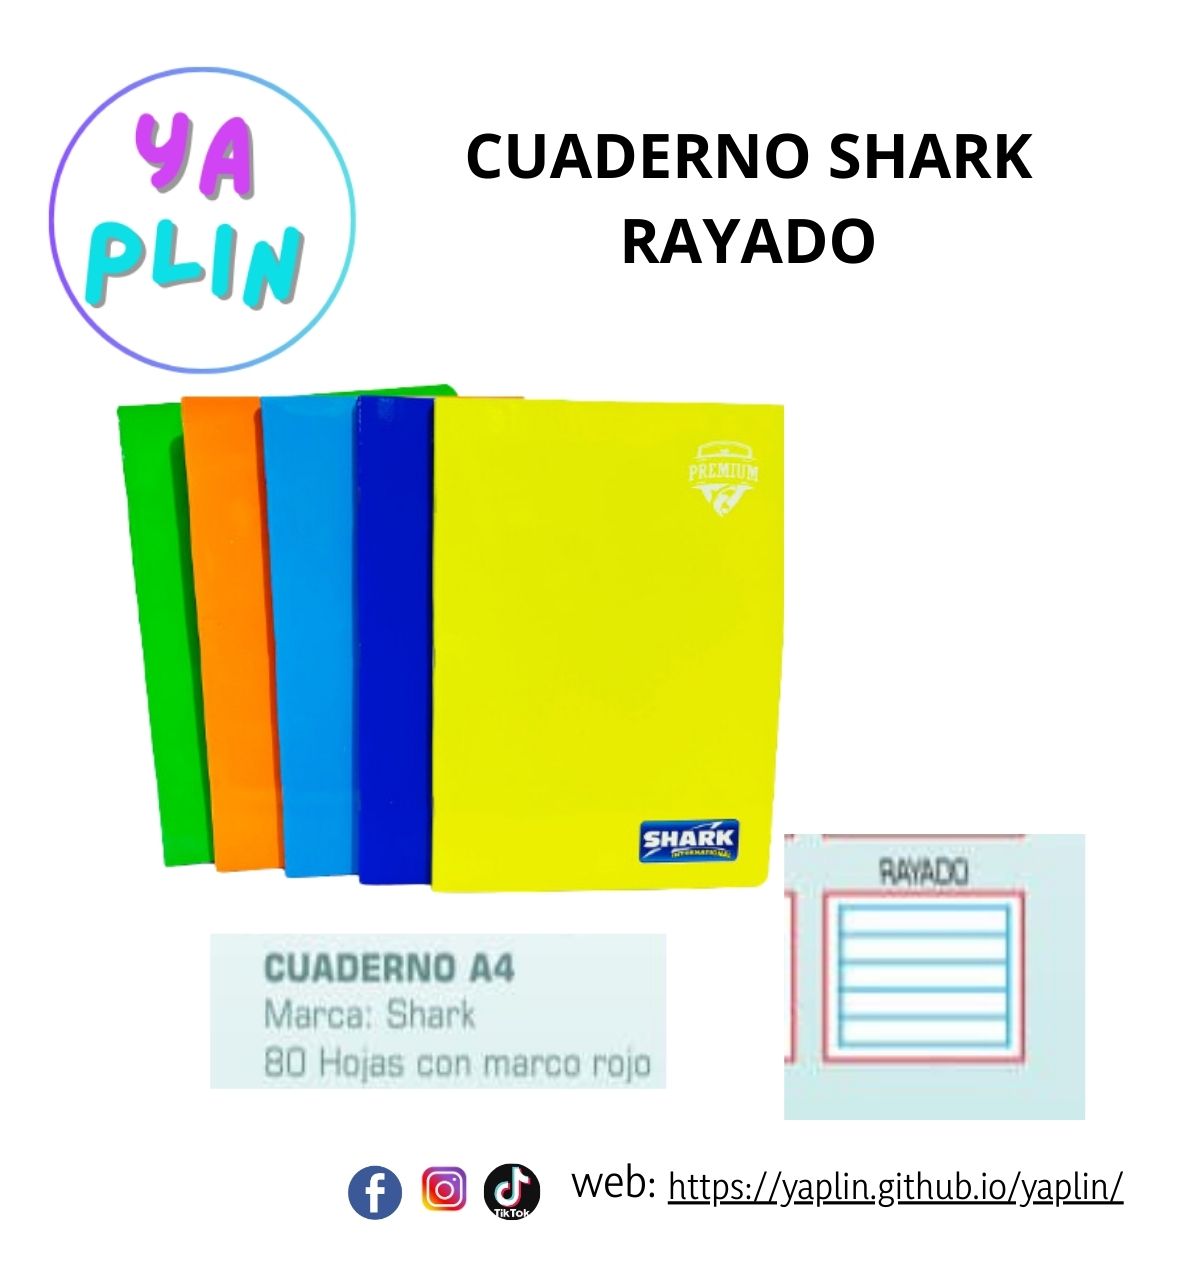 YA
PLIN
CUADERNO SHARK
RAYADO
PREMIUM
SHARK
INTERNATIONAL
RAYADO
CUADERNO A4
Marca: Shark
80 Hojas con marco rojo
TikTok
web: https://yaplin.github.io/yaplin/